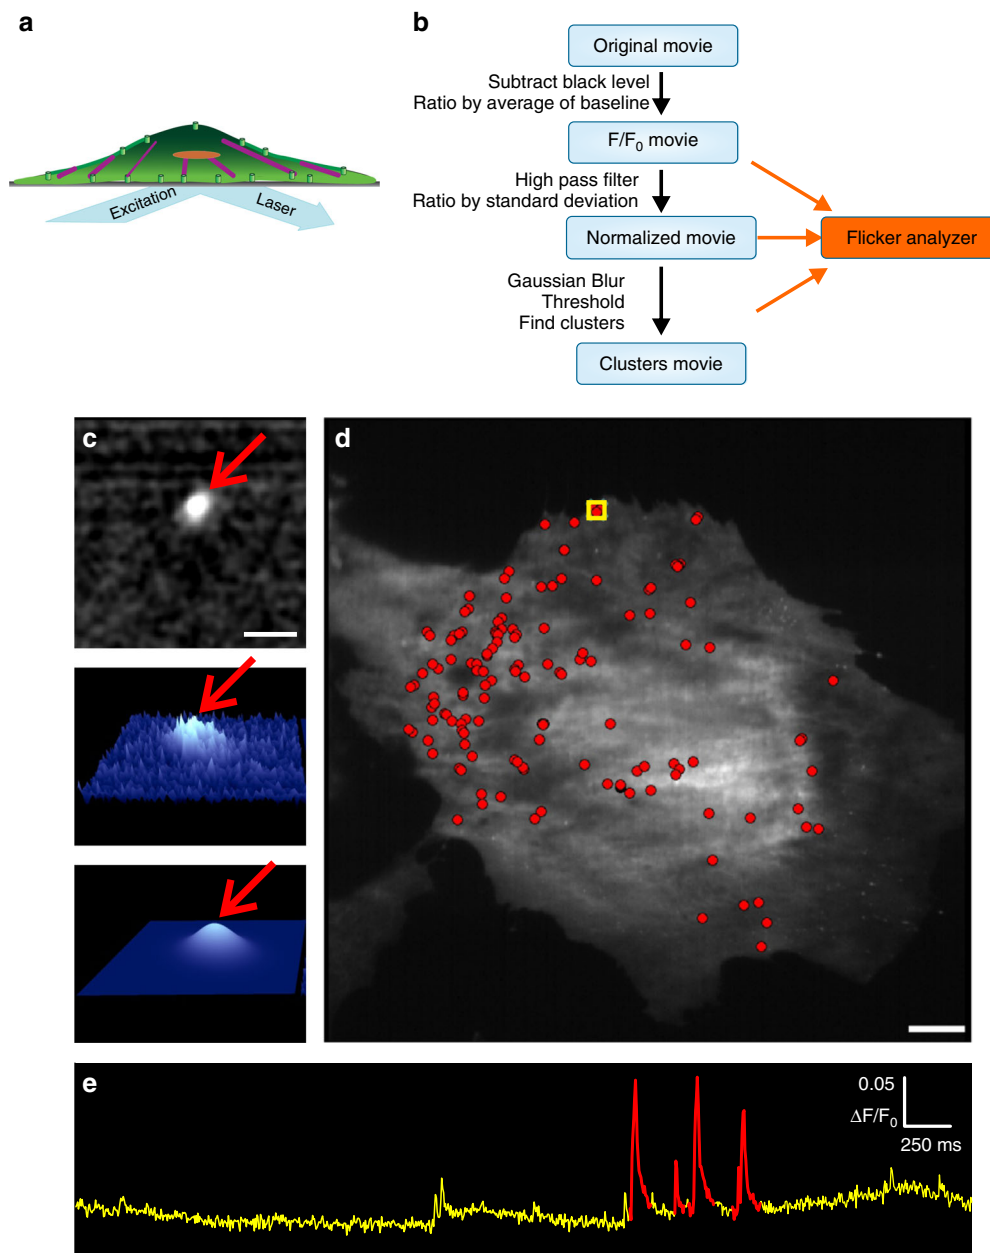 a
Excitation
Laser
b
Original movie
Subtract black level
Ratio by average of baseline
F/F0 movie
High pass filter
Ratio by standard deviation
Normalized movie
Flicker analyzer
Gaussian Blur
Threshold
Find clusters
Clusters movie
c
d
e
0.05
ΔF/F0
250 ms